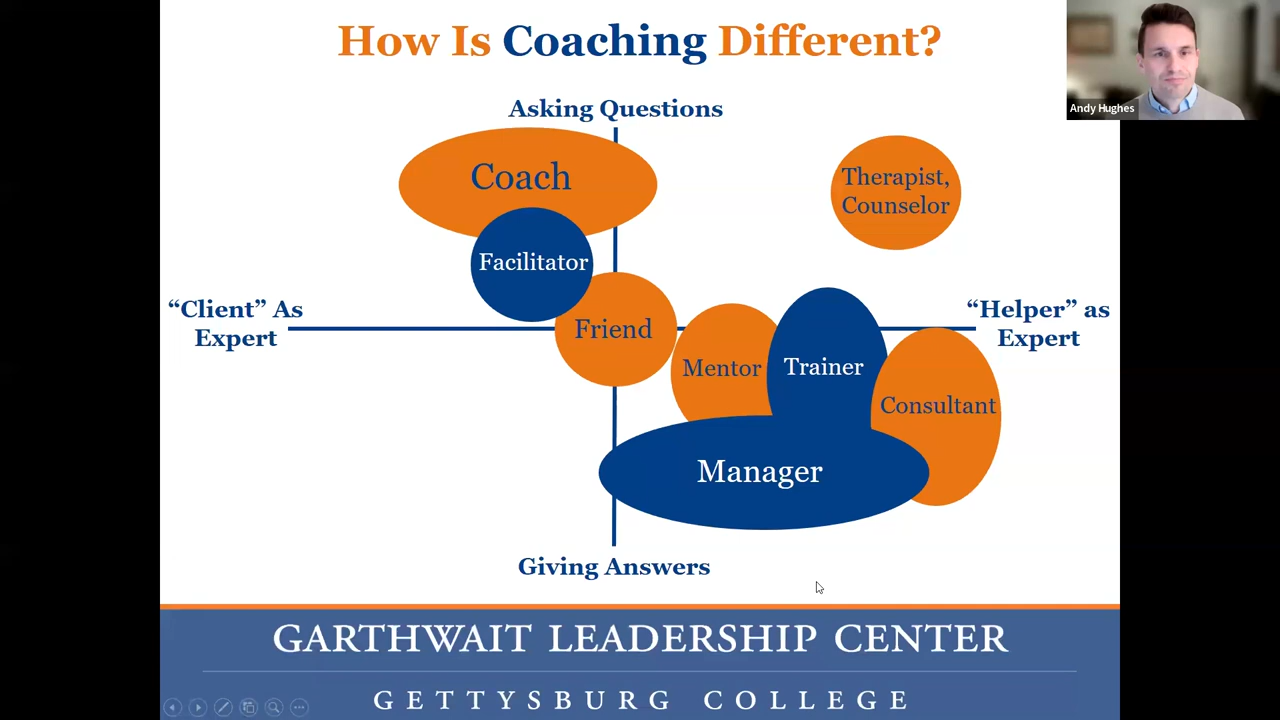 How Is Coaching Different?
Andy Hughes
Asking Questions
Coach
Therapist,
Counselor
Facilitator
“Client” As
Expert
“Helper” as
Expert
Friend
Mentor
Trainer
Consultant
Manager
Giving Answers
GARTHWAIT LEADERSHIP CENTER
GETTYSBURG COLLEGE